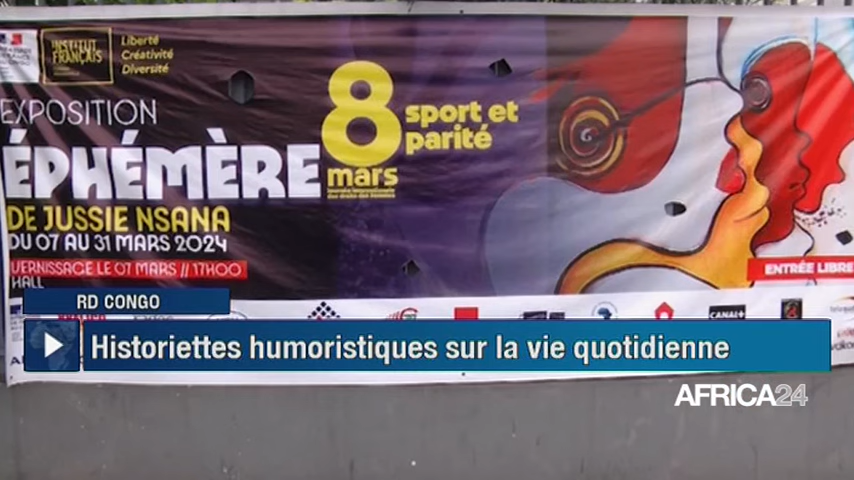 INSTITUT
FRANÇAIS
Liberté
Créativité
Diversité
EXPOSITION
ÉPHÉMÈRE
DE JUSSIE NSANA
DU 07 AU 31 MARS 2024
VERNISSAGE LE 07 MARS // 17H00
HALL
8
mars
sport et
parité
ENTRÉE LIBRE
CANAL+
RD CONGO
Historiettes humoristiques sur la vie quotidienne
AFRICA24